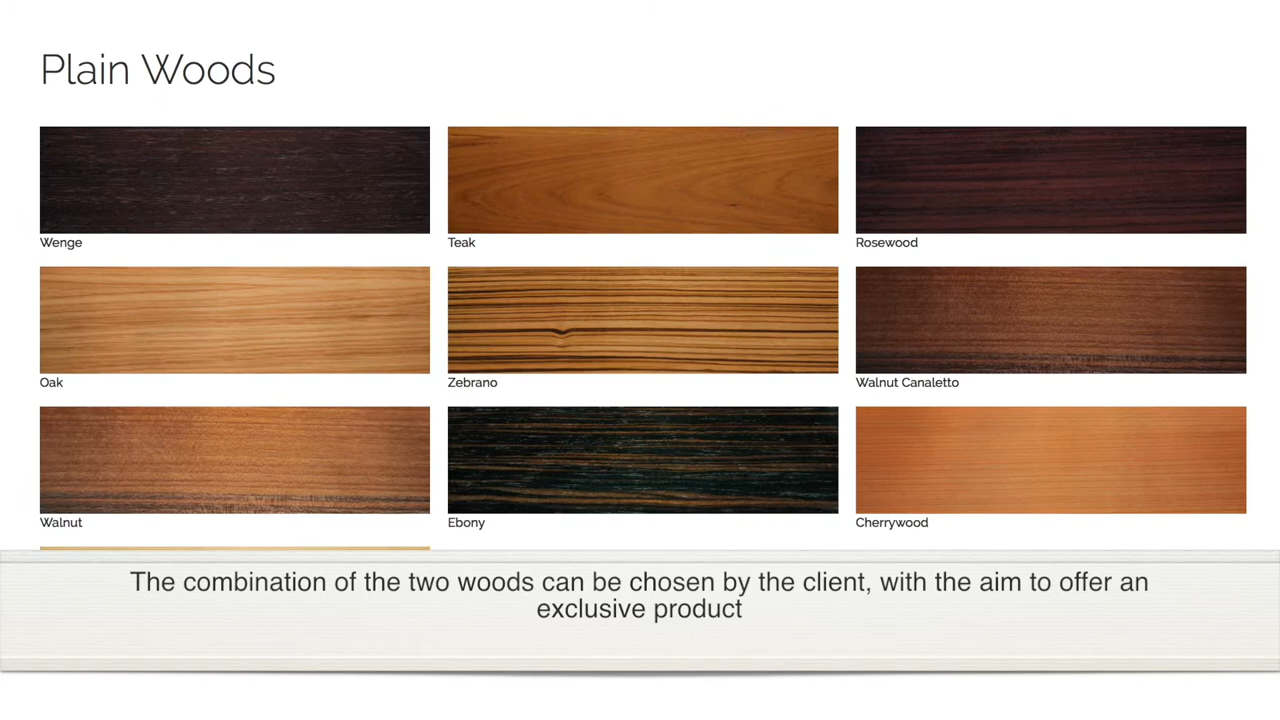 Plain Woods
Wenge
Teak
Rosewood
Oak
Zebrano
Walnut Canaletto
Walnut
Ebony
Cherrywood
The combination of the two woods can be chosen by the client, with the aim to offer an
exclusive product